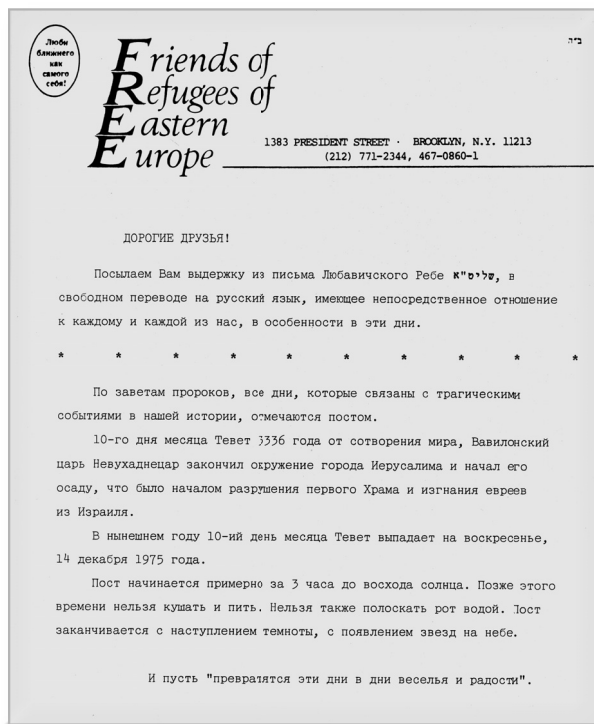 Люби
ближнего
как
самого
себя!
ב״ה
Friends of
Refugees of
Eastern
Europe
1383 PRESIDENT STREET · BROOKLYN, N.Y. 11213
(212) 771-2344, 467-0860-1
ДОРОГИЕ ДРУЗЬЯ!
Посылаем Вам выдержку из письма Любавичского Ребе שליט"א, в
свободном переводе на русский язык, имеющее непосредственное отношение
к каждому и каждой из нас, в особенности в эти дни.
* * * * * * * * * *
По заветам пророков, все дни, которые связаны с трагическими
событиями в нашей истории, отмечаются постом.
10-го дня месяца Тевет 3336 года от сотворения мира, Вавилонский
царь Невухаднецар закончил окружение города Иерусалима и начал его
осаду, что было началом разрушения первого Храма и изгнания евреев
из Израиля.
В нынешнем году 10-ий день месяца Тевет выпадает на воскресенье,
14 декабря 1975 года.
Пост начинается примерно за 3 часа до восхода солнца. Позже этого
времени нельзя кушать и пить. Нельзя также полоскать рот водой. Пост
заканчивается с наступлением темноты, с появлением звезд на небе.
И пусть "превратятся эти дни в дни веселья и радости".